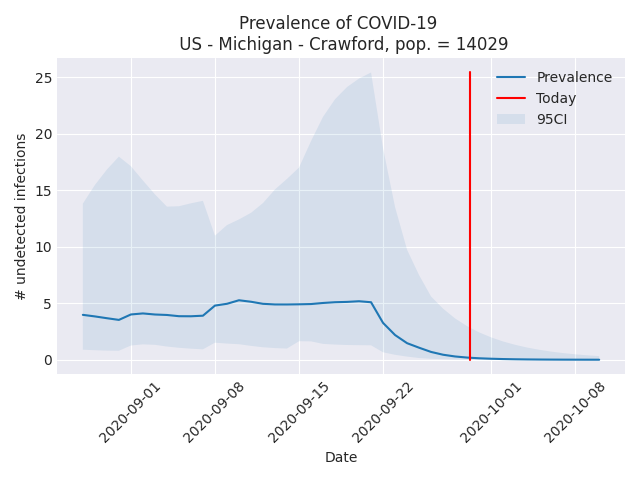 Prevalence of COVID-19
US - Michigan - Crawford, pop. = 14029
Prevalence
Today
95CI
25
20
15
10
5
0
# undetected infections
2020-09-01
2020-09-08
2020-09-15
2020-09-22
2020-10-01
2020-10-08
Date